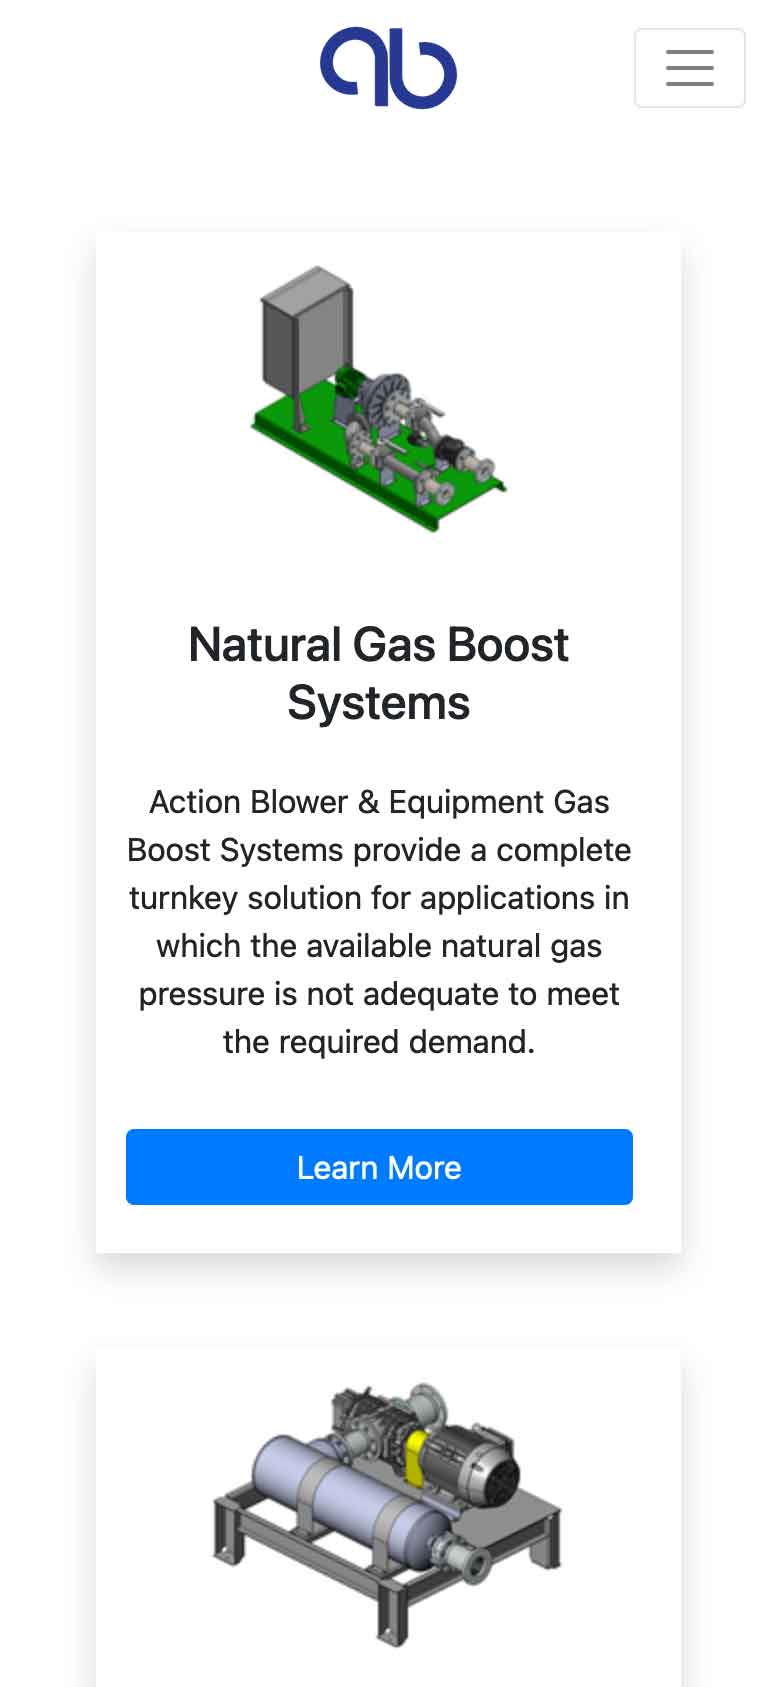 ab
Natural Gas Boost
Systems
Action Blower & Equipment Gas
Boost Systems provide a complete
turnkey solution for applications in
which the available natural gas
pressure is not adequate to meet
the required demand.
Learn More